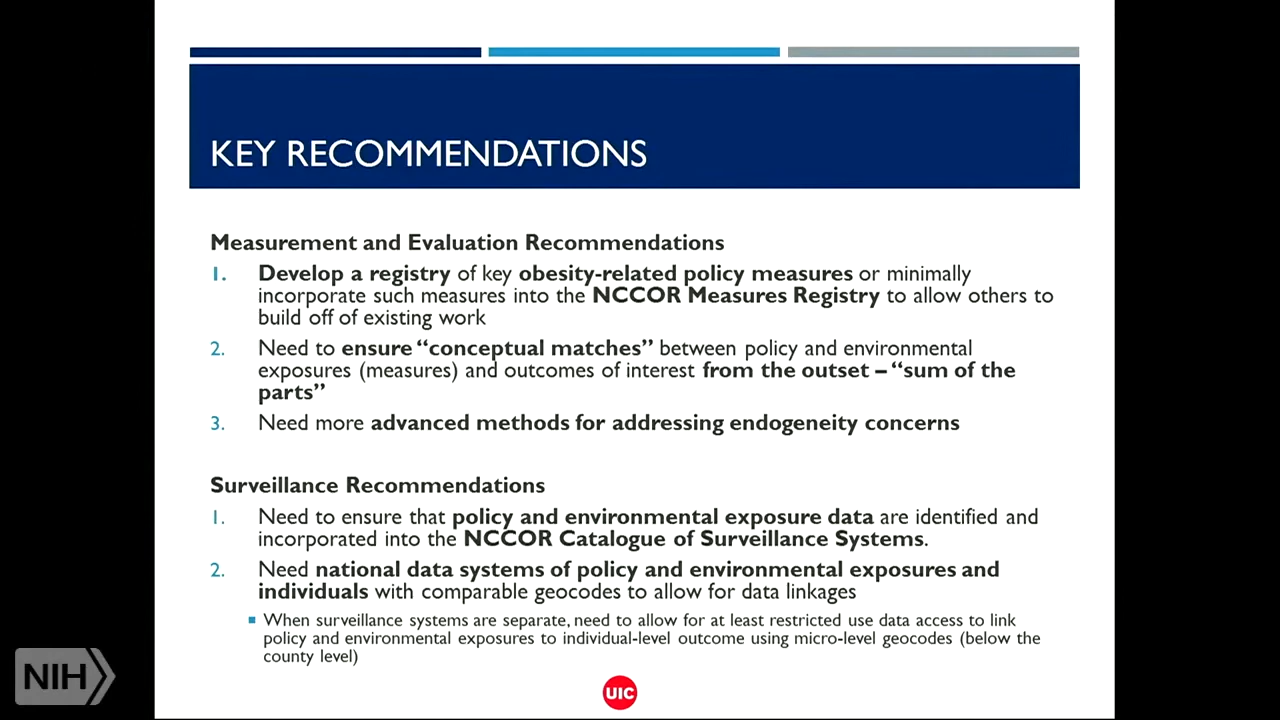 KEY RECOMMENDATIONS
Measurement and Evaluation Recommendations
1. Develop a registry of key obesity-related policy measures or minimally
incorporate such measures into the NCCOR Measures Registry to allow others to
build off of existing work
2. Need to ensure “conceptual matches” between policy and environmental
exposures (measures) and outcomes of interest from the outset – “sum of the
parts”
3. Need more advanced methods for addressing endogeneity concerns
Surveillance Recommendations
1. Need to ensure that policy and environmental exposure data are identified and
incorporated into the NCCOR Catalogue of Surveillance Systems.
2. Need national data systems of policy and environmental exposures and
individuals with comparable geocodes to allow for data linkages
■ When surveillance systems are separate, need to allow for at least restricted use data access to link
policy and environmental exposures to individual-level outcome using micro-level geocodes (below the
county level)
NIH
UIC